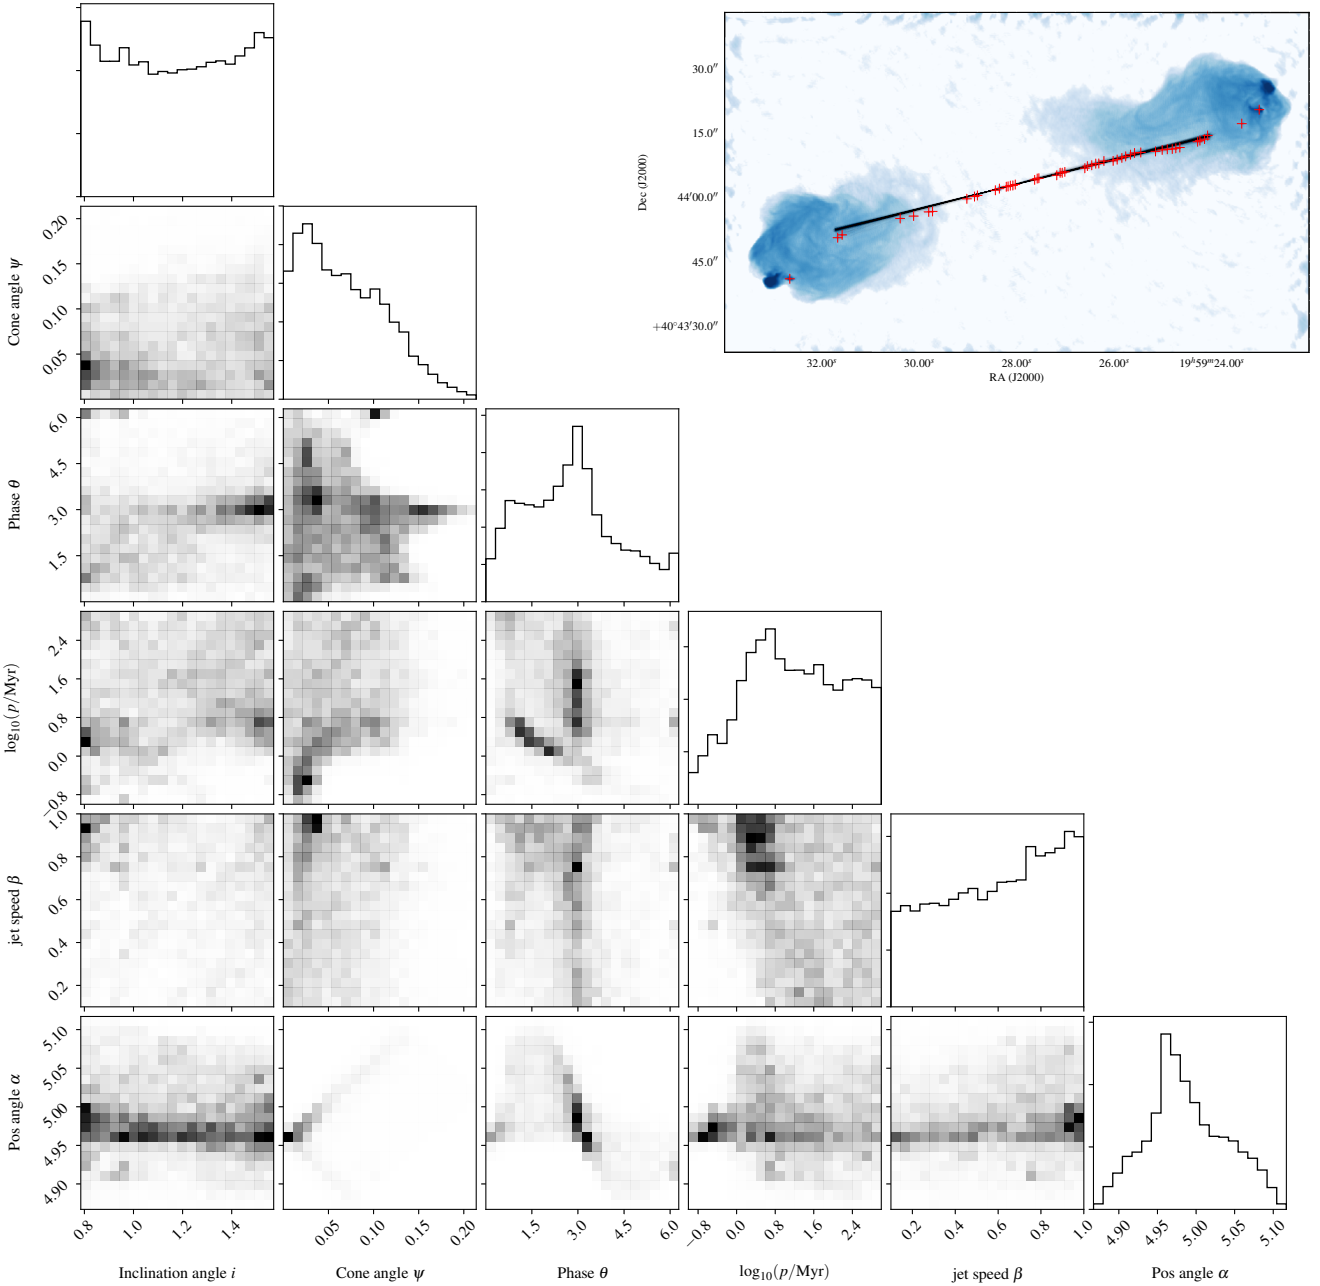 30.0″
15.0″
44′00.0″
45.0″
+40°43′30.0″
Dec (J2000)
32.00ˢ 30.00ˢ 28.00ˢ 26.00ˢ 19ʰ59ᵐ24.00ˢ
RA (J2000)
0.20
0.15
0.10
0.05
Cone angle ψ
6.0
4.5
3.0
1.5
Phase θ
2.4
1.6
0.8
0.0
−0.8
log₁₀(p/Myr)
1.0
0.8
0.6
0.4
0.2
jet speed β
5.10
5.05
5.00
4.95
4.90
Pos angle α
0.8 1.0 1.2 1.4 0.05 0.10 0.15 0.20 1.5 3.0 4.5 6.0 −0.8 0.0 0.8 1.6 2.4 0.2 0.4 0.6 0.8 1.0 4.90 4.95 5.00 5.05 5.10
Inclination angle i Cone angle ψ Phase θ log₁₀(p/Myr) jet speed β Pos angle α